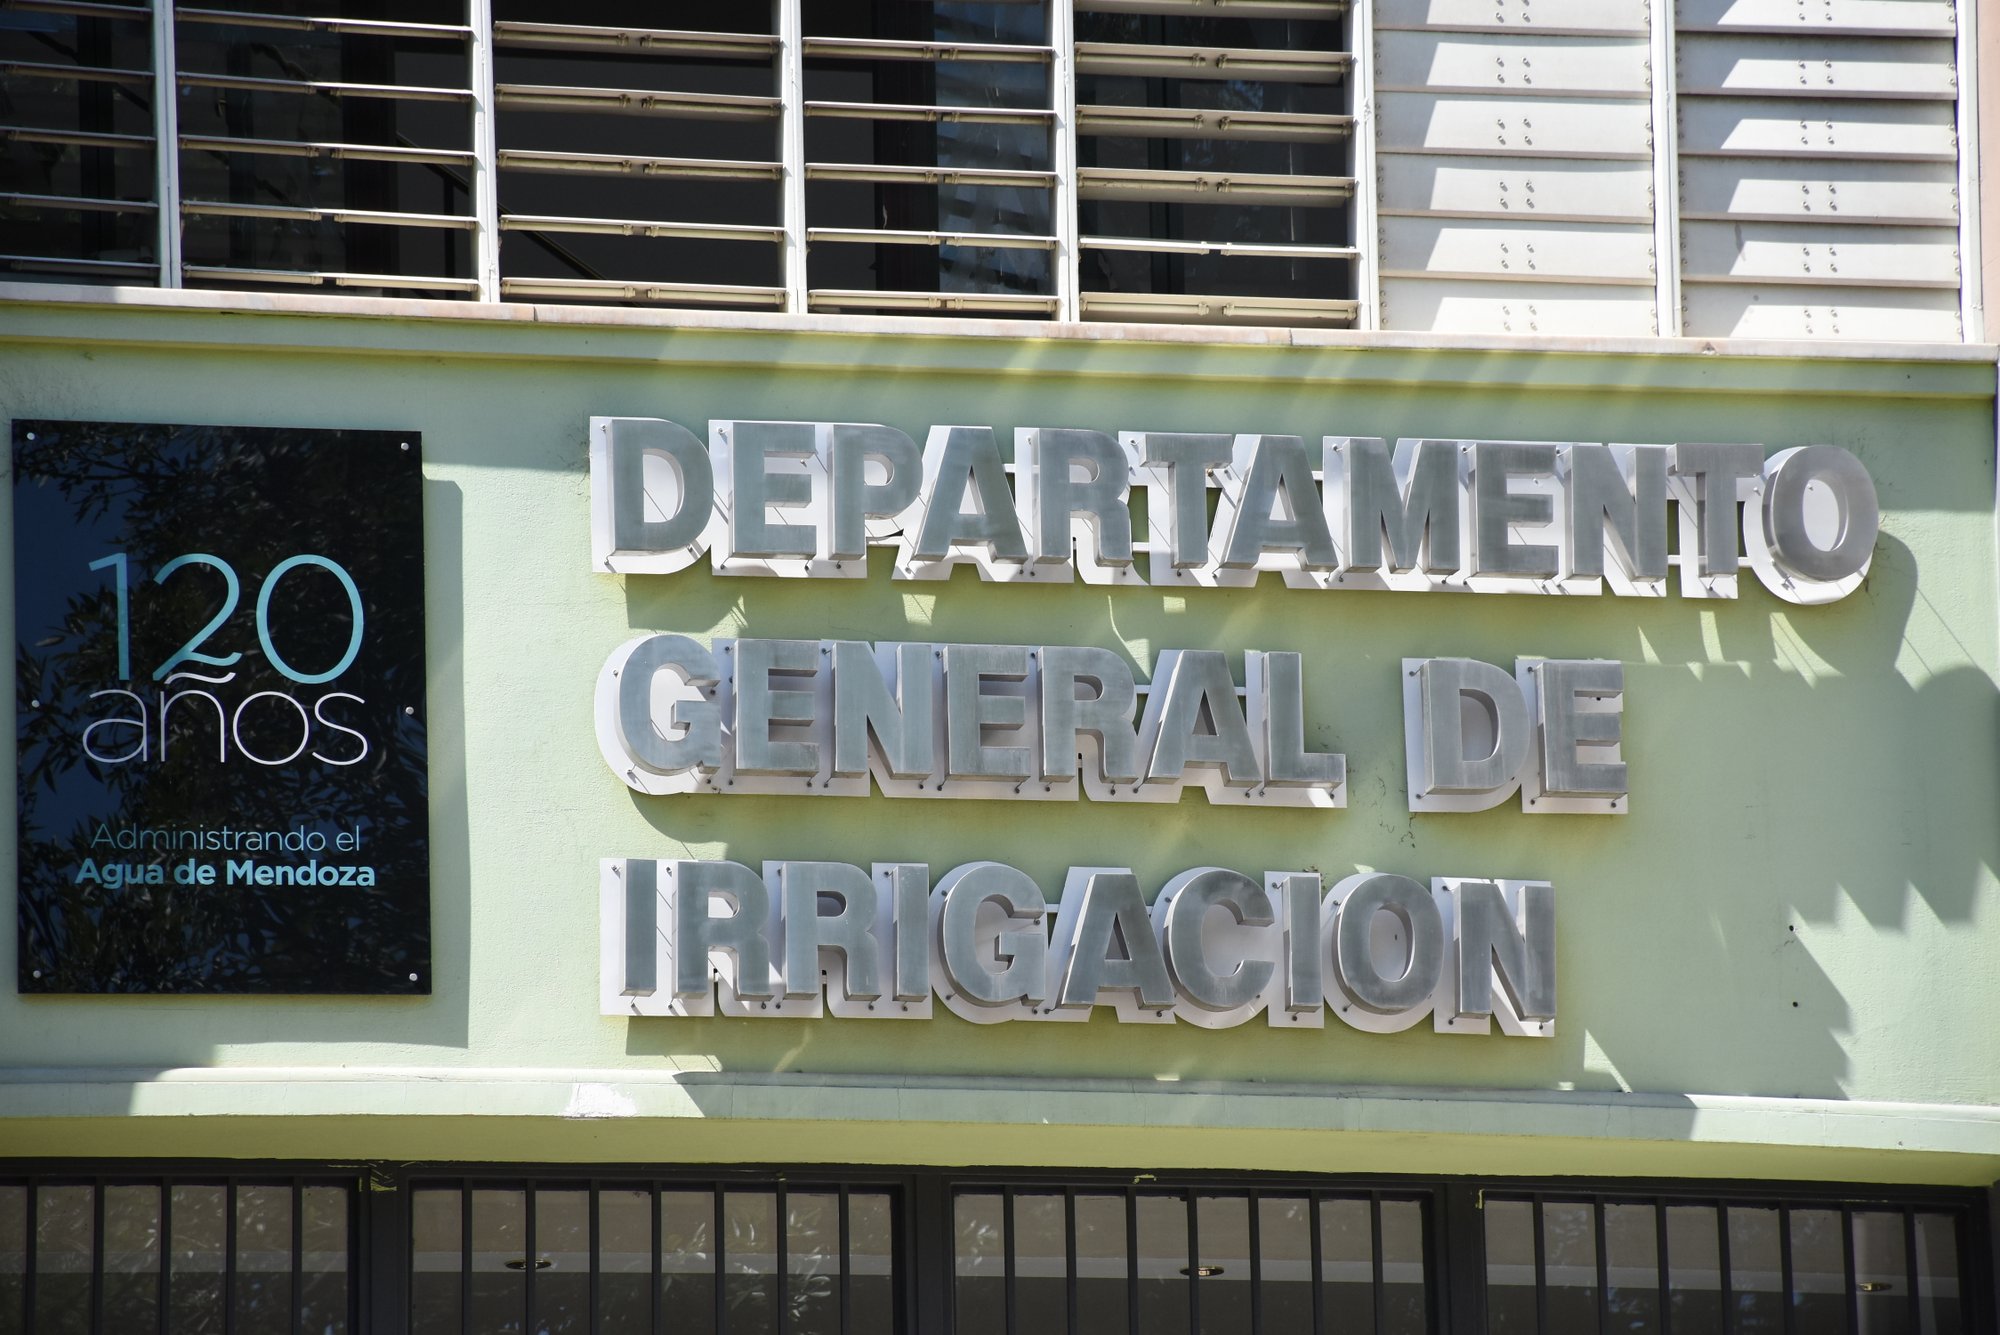 120
años
Administrando el
Agua de Mendoza
DEPARTAMENTO
GENERAL DE
IRRIGACION